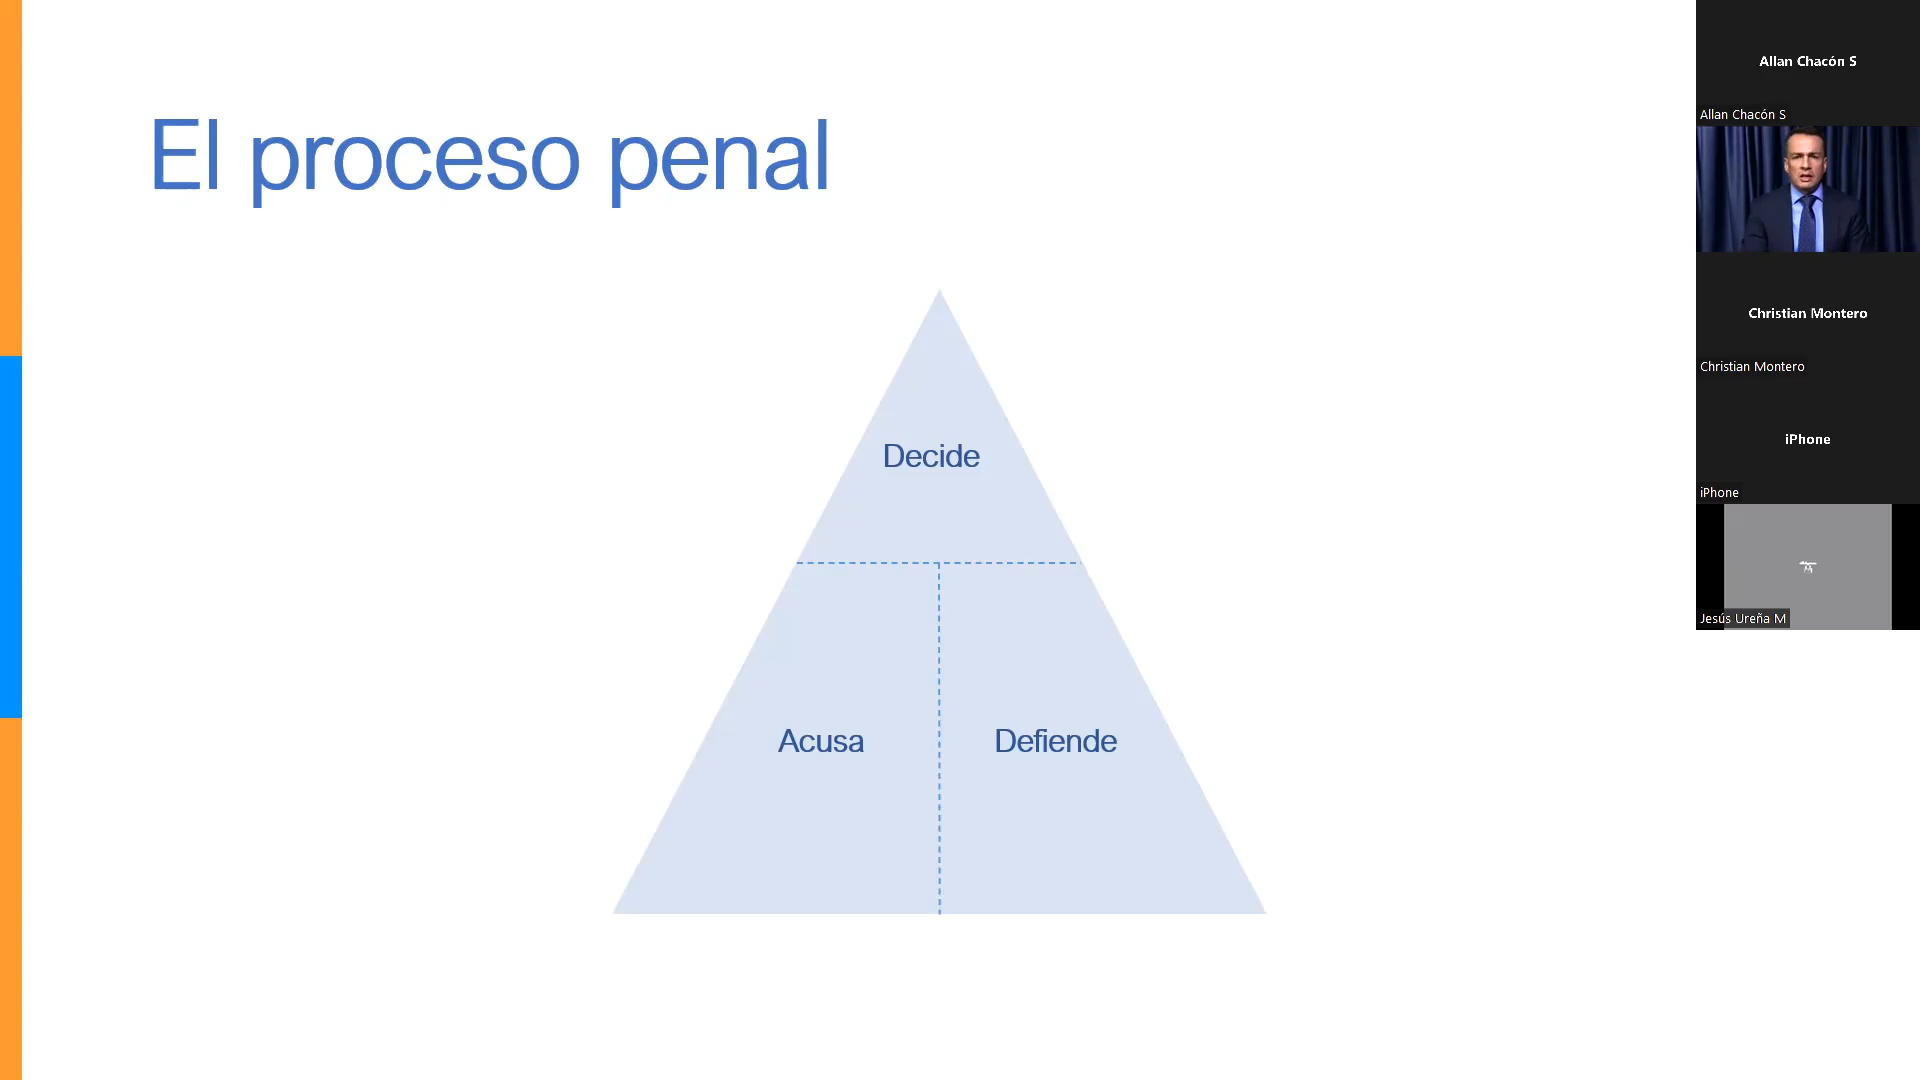 El proceso penal
Decide
Acusa
Defiende
Allan Chacón S
Allan Chacón S
Christian Montero
Christian Montero
iPhone
iPhone
Jesús Ureña M